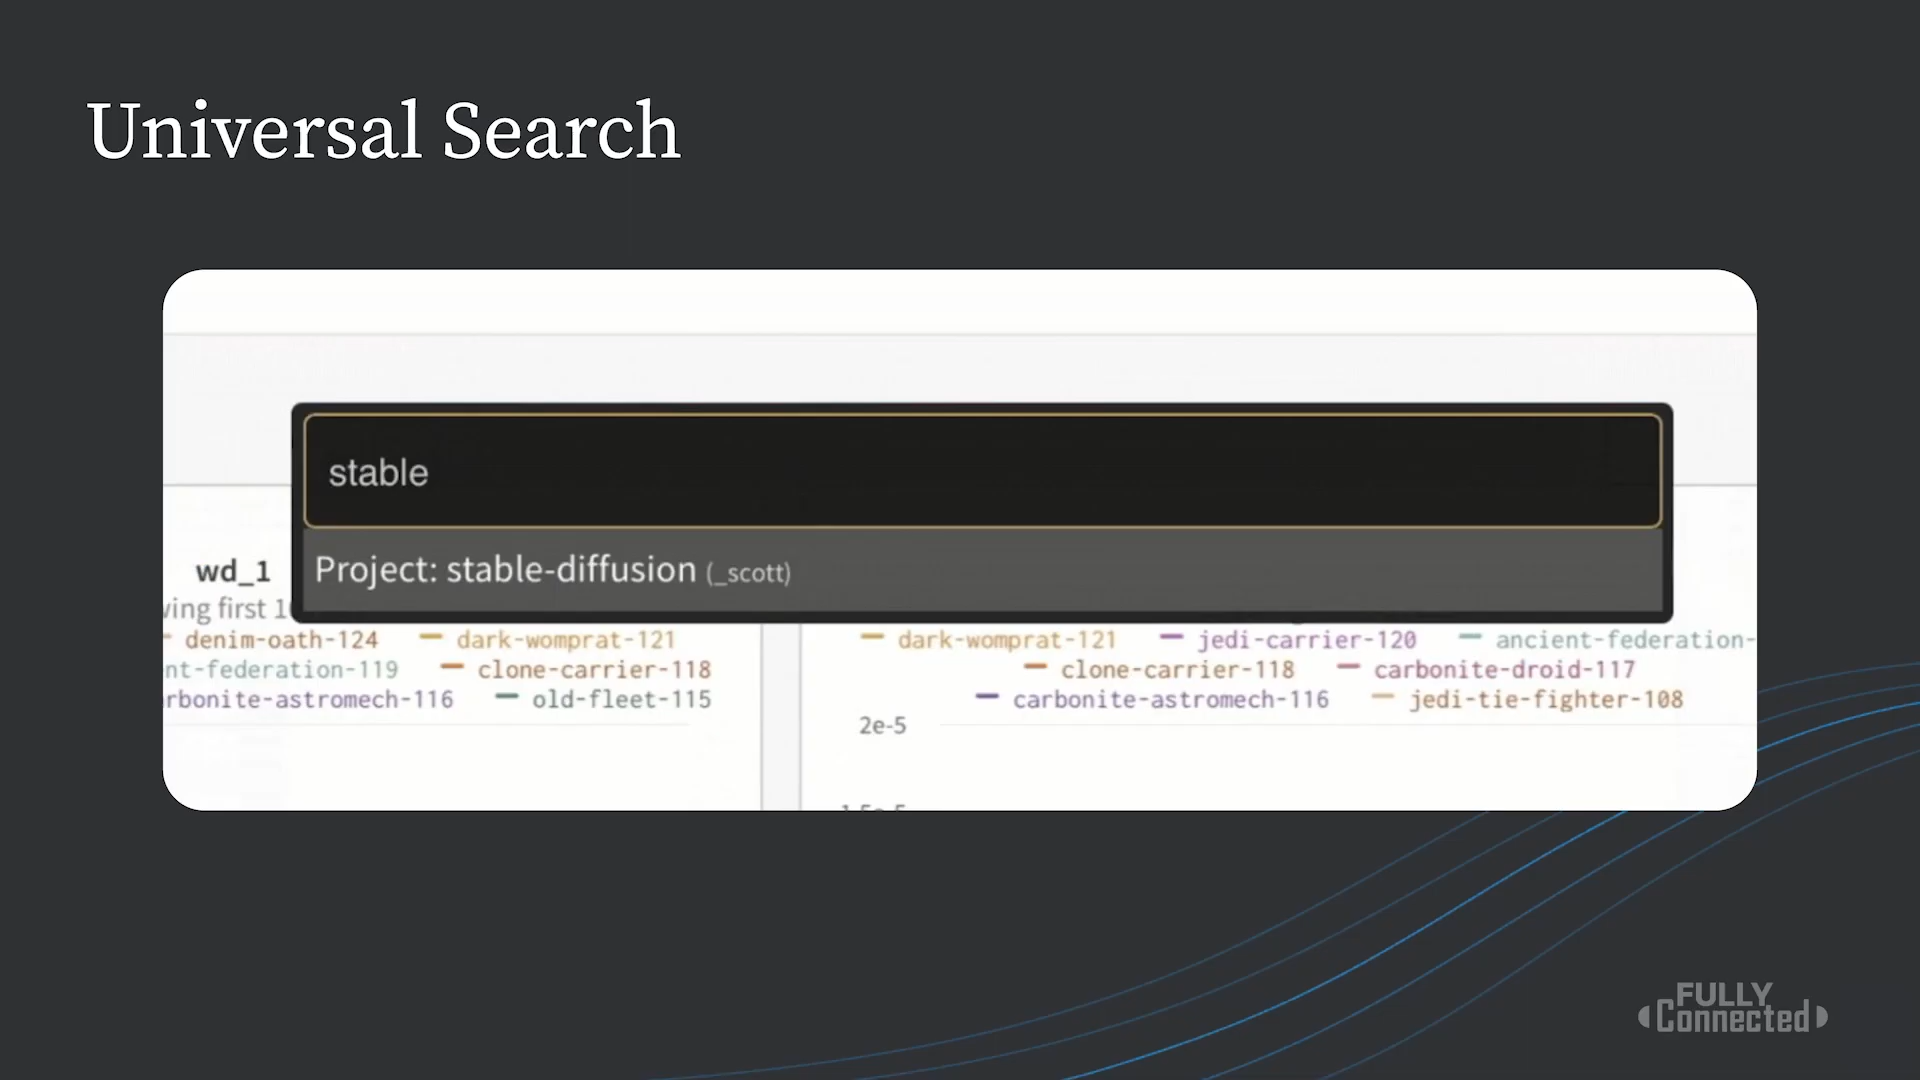 Universal Search
stable
Project: stable-diffusion (_scott)
wd_1
ving first 1
denim-oath-124 dark-womprat-121
nt-federation-119 clone-carrier-118
rbonite-astromech-116 old-fleet-115
dark-womprat-121 jedi-carrier-120 ancient-federation-
clone-carrier-118 carbonite-droid-117
carbonite-astromech-116 jedi-tie-fighter-108
2e-5
FULLY
Connected